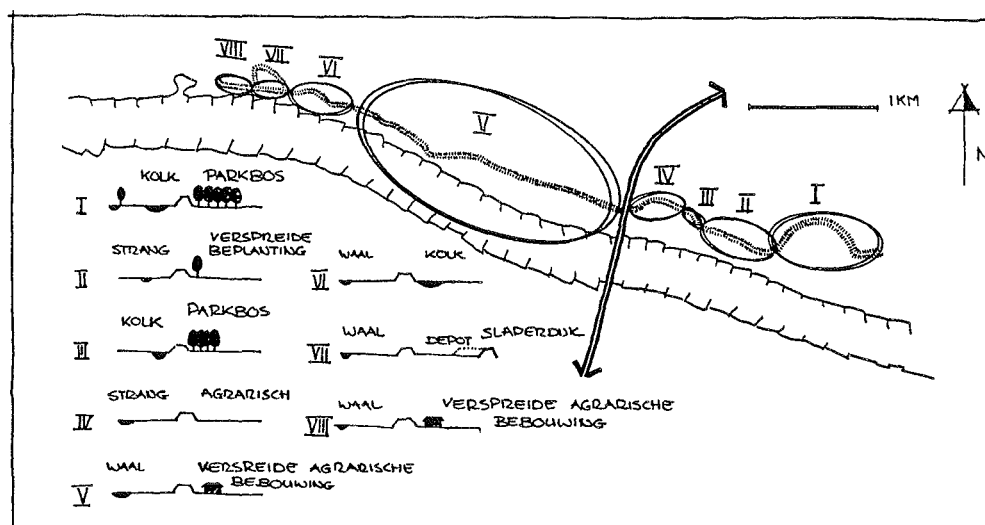 VIII VII VI
V
1KM
N
IV III II I
I KOLK PARKBOS
II STRANG VERSPREIDE
BEPLANTING
III KOLK PARKBOS
IV STRANG AGRARISCH
V WAAL VERSREIDE AGRARISCHE
BEBOUWING
VI WAAL KOLK
VII WAAL DEPOT SLAPERDIJK
VIII WAAL VERSPREIDE AGRARISCHE
BEBOUWING